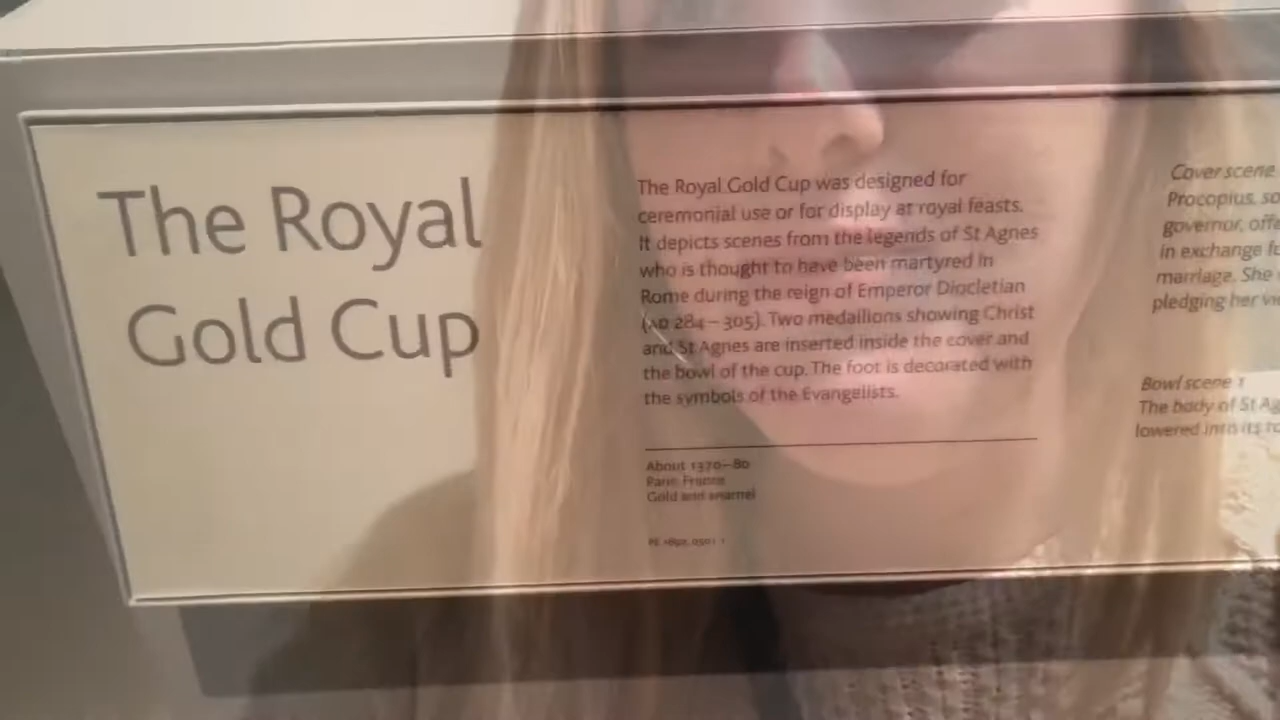 The Royal
Gold Cup
The Royal Gold Cup was designed for
ceremonial use or for display at royal feasts.
It depicts scenes from the legends of St Agnes
who is thought to have been martyred in
Rome during the reign of Emperor Diocletian
(AD 284–305). Two medallions showing Christ
and St Agnes are inserted inside the cover and
the bowl of the cup. The foot is decorated with
the symbols of the Evangelists.
About 1370–80
Paris, France
Gold and enamel
Cover scene
Procopius, so
governor, offe
in exchange fo
marriage. She
pledging her vi
Bowl scene 1
The body of St Ag
lowered into its to